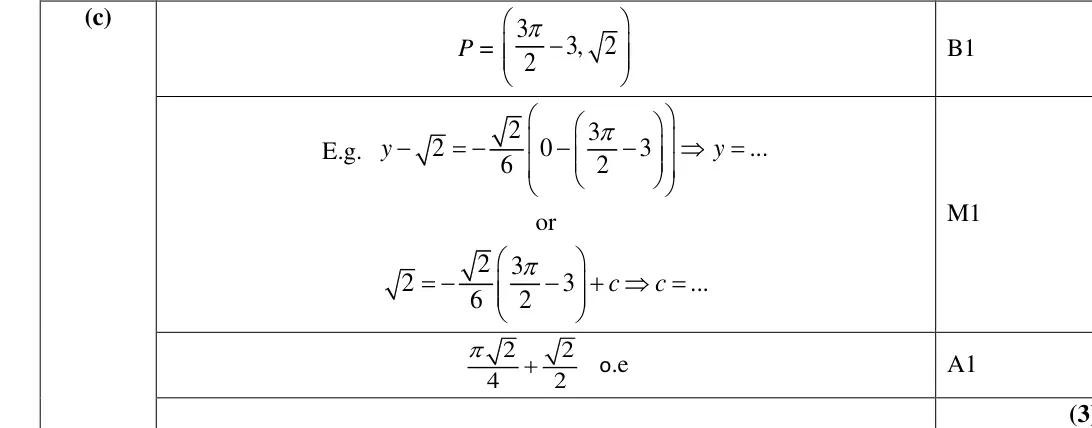 (c)
P = (3π/2 − 3, √2)
B1
E.g. y − √2 = −√2/6 (0 − (3π/2 − 3)) ⇒ y = ...
or
√2 = −√2/6 (3π/2 − 3) + c ⇒ c = ...
M1
π√2/4 + √2/2 o.e
A1
(3